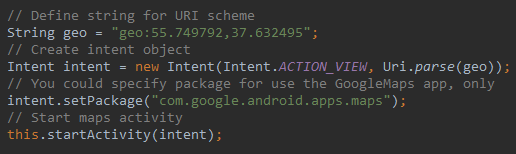 // Define string for URI scheme
String geo = "geo:55.749792,37.632495";
// Create intent object
Intent intent = new Intent(Intent.ACTION_VIEW, Uri.parse(geo));
// You could specify package for use the GoogleMaps app, only
intent.setPackage("com.google.android.apps.maps");
// Start maps activity
this.startActivity(intent);